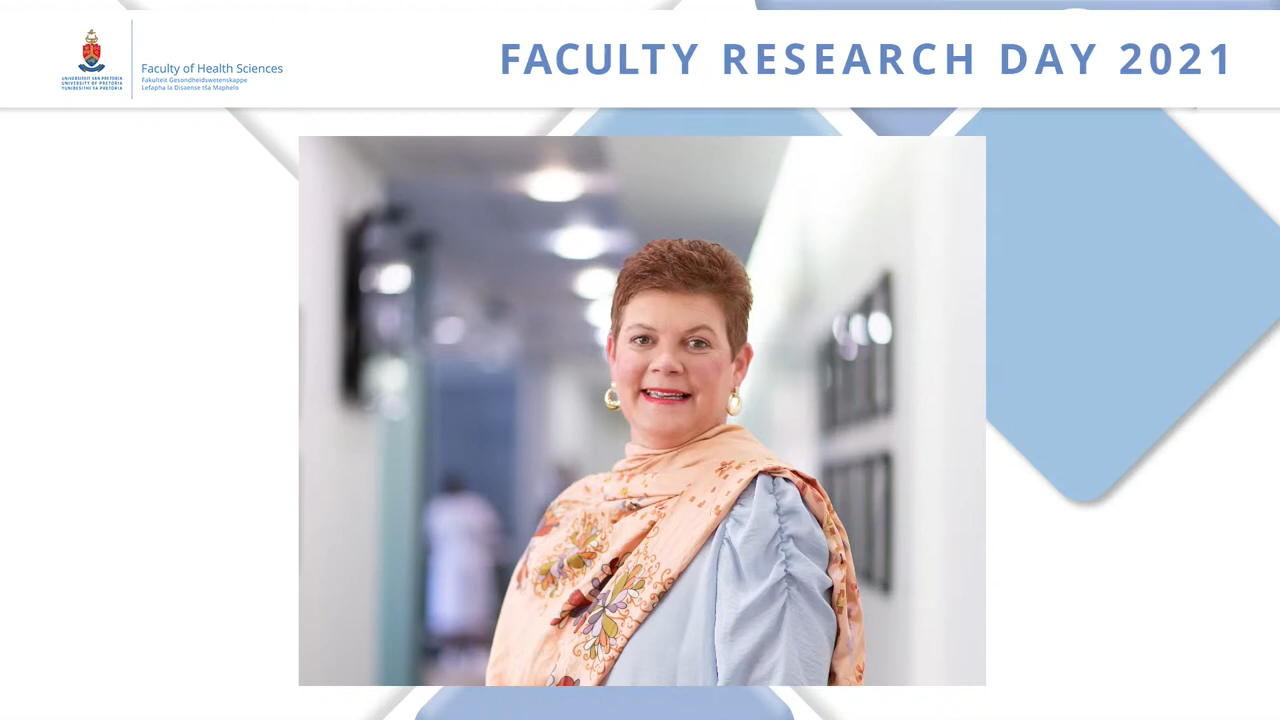 UNIVERSITEIT VAN PRETORIA
UNIVERSITY OF PRETORIA
YUNIBESITHI YA PRETORIA
Faculty of Health Sciences
Fakulteit Gesondheidswetenskappe
Lefapha la Disaense tša Maphelo
FACULTY RESEARCH DAY 2021